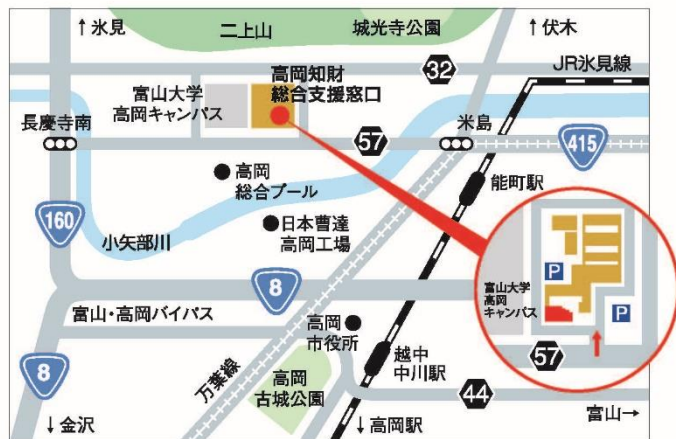 ↑氷見
二上山
城光寺公園
↑伏木
32
JR氷見線
高岡知財
総合支援窓口
富山大学
高岡キャンパス
長慶寺南
57
米島
415
高岡
総合プール
能町駅
160
小矢部川
日本曹達
高岡工場
8
富山・高岡バイパス
P
富山大学
高岡
キャンパス
P
57
高岡
市役所
8
万葉線
高岡
古城公園
越中
中川駅
44
↓金沢
↓高岡駅
富山→